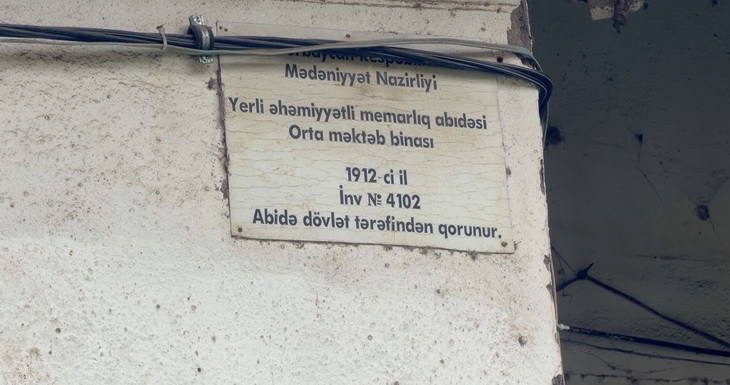 Mədəniyyət Nazirliyi
Yerli əhəmiyyətli memarlıq abidəsi
Orta məktəb binası
1912-ci il
İnv № 4102
Abidə dövlət tərəfindən qorunur.